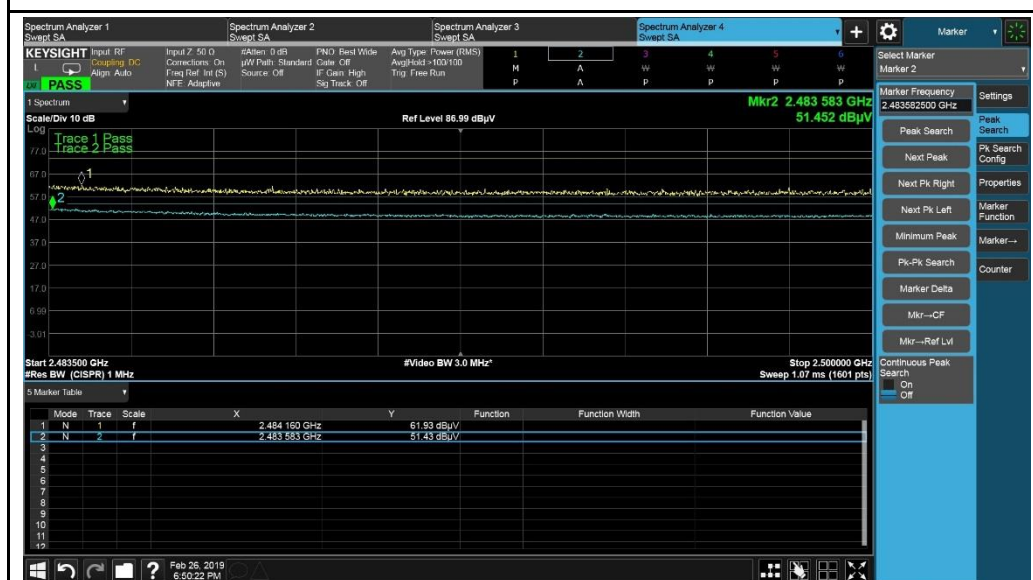 Spectrum Analyzer 1
Swept SA
Spectrum Analyzer 2
Swept SA
Spectrum Analyzer 3
Swept SA
Spectrum Analyzer 4
Swept SA
+
Marker
KEYSIGHT
L
PASS
Input: RF
Coupling: DC
Align: Auto
Input Z: 50 Ω
Corrections: On
Freq Ref: Int (S)
NFE: Adaptive
#Atten: 0 dB
µW Path: Standard
Source: Off
PNO: Best Wide
Gate: Off
IF Gain: High
Sig Track: Off
Avg Type: Power (RMS)
Avg|Hold >100/100
Trig: Free Run
1 2 3 4 5 6
M A W W W W
P A P P P P
Select Marker
Marker 2
1 Spectrum
Mkr2 2.483 583 GHz
Scale/Div 10 dB
Ref Level 86.99 dBµV
51.452 dBµV
Log
Trace 1 Pass
Trace 2 Pass
77.0
67.0
57.0
47.0
37.0
27.0
17.0
6.99
-3.01
1
2
Start 2.483500 GHz
#Video BW 3.0 MHz*
Stop 2.500000 GHz
#Res BW (CISPR) 1 MHz
Sweep 1.07 ms (1601 pts)
5 Marker Table
Mode Trace Scale X Y Function Function Width Function Value
1 N 1 f 2.484 160 GHz 61.93 dBµV
2 N 2 f 2.483 583 GHz 51.43 dBµV
3
4
5
6
7
8
9
10
11
12
Marker Frequency
2.483582500 GHz
Peak Search
Next Peak
Next Pk Right
Next Pk Left
Minimum Peak
Pk-Pk Search
Marker Delta
Mkr→CF
Mkr→Ref Lvl
Continuous Peak
Search
On
Off
Settings
Peak
Search
Pk Search
Config
Properties
Marker
Function
Marker→
Counter
?
Feb 26, 2019
6:50:22 PM